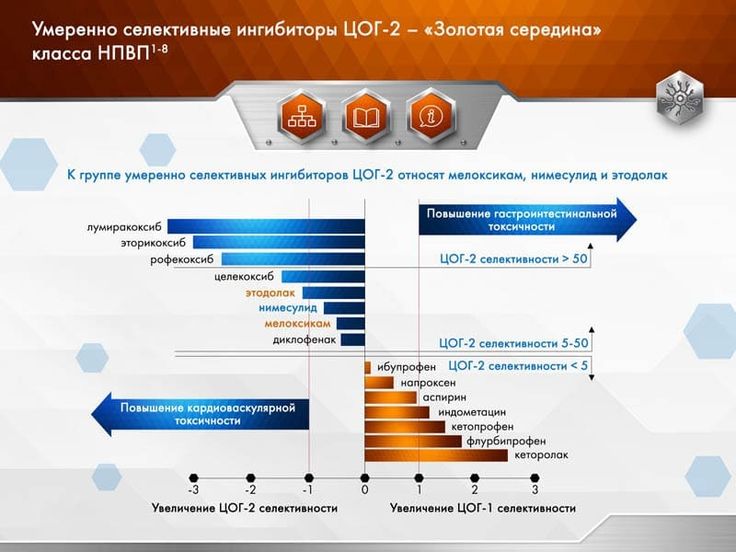 Умеренно селективные ингибиторы ЦОГ-2 – «Золотая середина»
класса НПВП1-8
К группе умеренно селективных ингибиторов ЦОГ-2 относят мелоксикам, нимесулид и этодолак
Повышение гастроинтестинальной
токсичности
лумиракоксиб
эторикоксиб
рофекоксиб
ЦОГ-2 селективности > 50
целекоксиб
этодолак
нимесулид
мелоксикам
диклофенак
ЦОГ-2 селективности 5-50
ЦОГ-2 селективности < 5
ибупрофен
напроксен
аспирин
индометацин
кетопрофен
флурбипрофен
кеторолак
Повышение кардиоваскулярной
токсичности
-3 -2 -1 0 1 2 3
Увеличение ЦОГ-2 селективности Увеличение ЦОГ-1 селективности